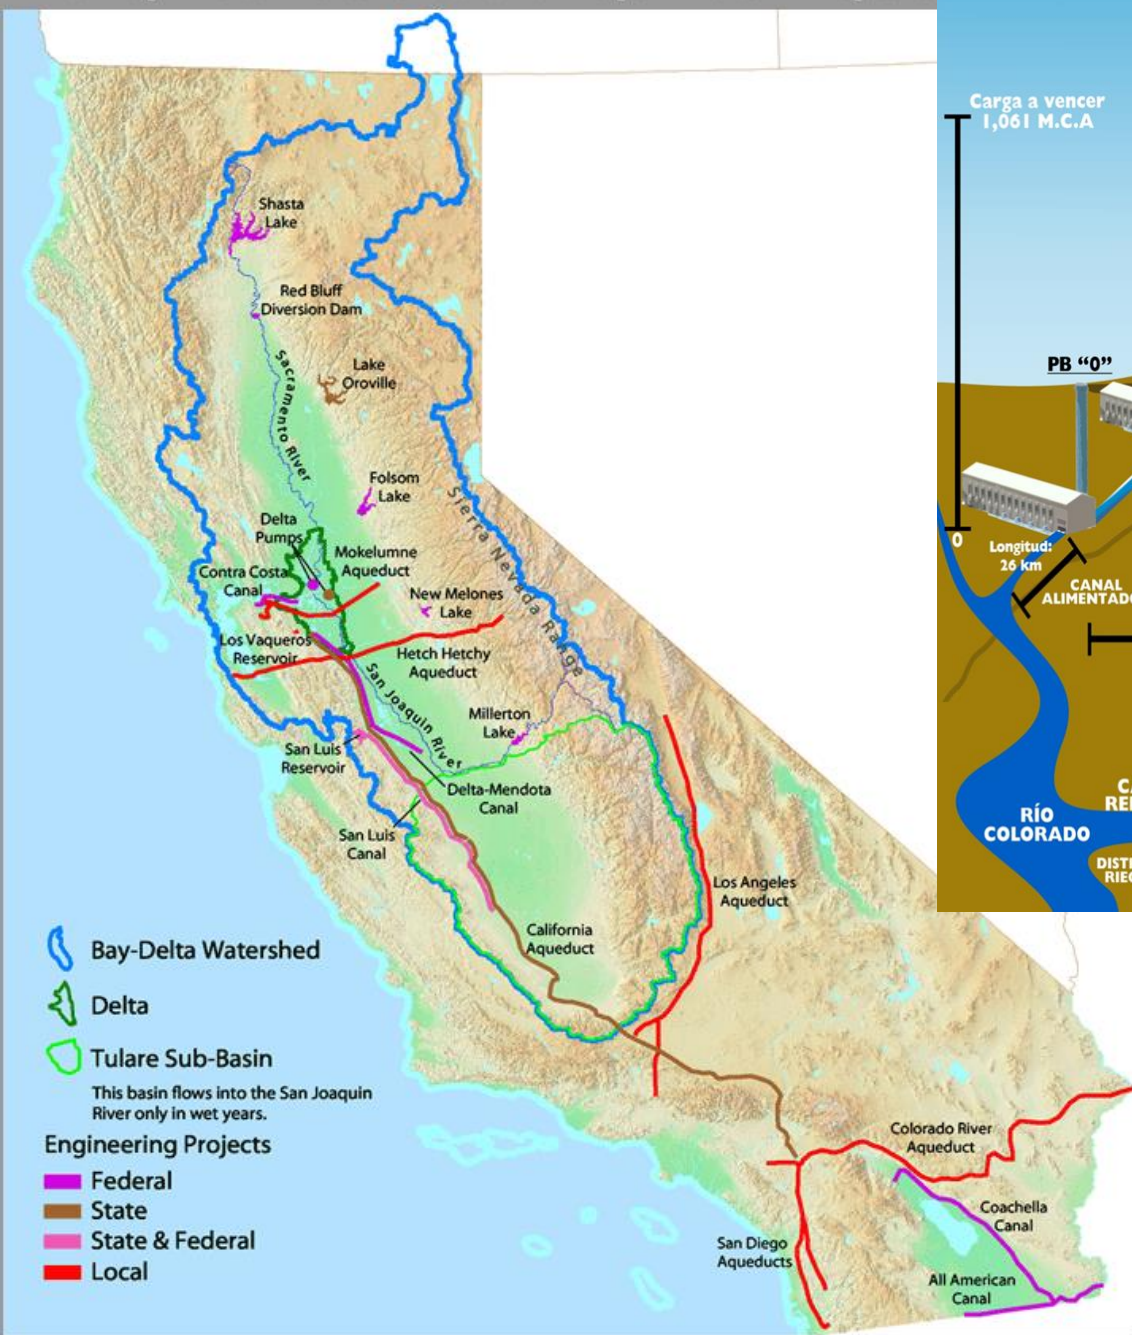 Shasta
Lake
Red Bluff
Diversion Dam
Sacramento River
Lake
Oroville
Folsom
Lake
Sierra Nevada Range
Delta
Pumps
Mokelumne
Aqueduct
Contra Costa
Canal
New Melones
Lake
Los Vaqueros
Reservoir
Hetch Hetchy
Aqueduct
San Joaquin River
Millerton
Lake
San Luis
Reservoir
Delta-Mendota
Canal
San Luis
Canal
Los Angeles
Aqueduct
California
Aqueduct
Colorado River
Aqueduct
Coachella
Canal
San Diego
Aqueducts
All American
Canal
Bay-Delta Watershed
Delta
Tulare Sub-Basin
This basin flows into the San Joaquin
River only in wet years.
Engineering Projects
Federal
State
State & Federal
Local
Carga a vencer
1,061 M.C.A
PB “0”
0
Longitud:
26 km
CANAL
RÍO
COLORADO